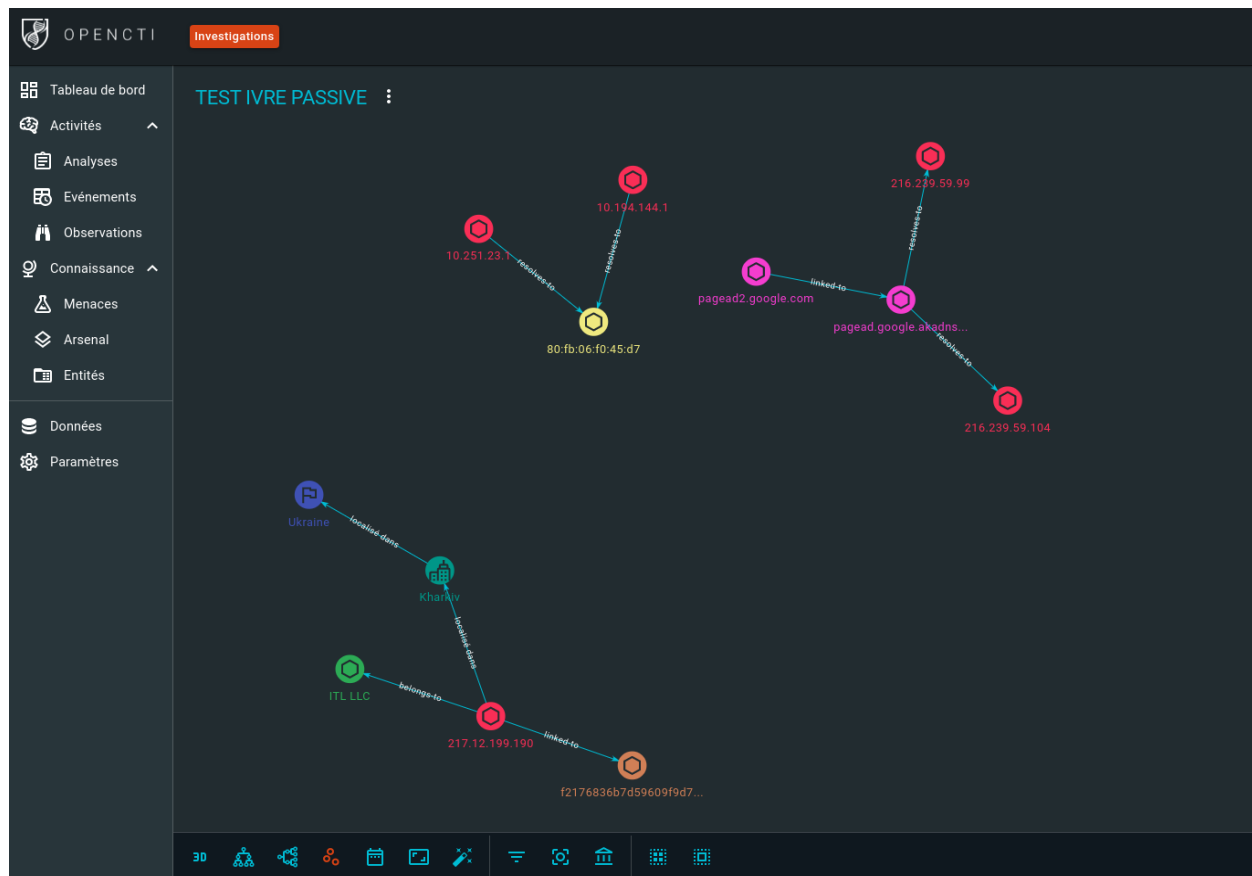 OPENCTI
Investigations
Tableau de bord
Activités
Analyses
Evénements
Observations
Connaissance
Menaces
Arsenal
Entités
Données
Paramètres
TEST IVRE PASSIVE
216.239.59.99
10.194.144.1
resolves-to
resolves-to
10.251.23.1
resolves-to
linked-to
pagead2.google.com
pagead.google.akadns...
resolves-to
80:fb:06:f0:45:d7
216.239.59.104
Ukraine
localisé dans
Kharkiv
localisé dans
ITL LLC
belongs-to
217.12.199.190
linked-to
f2176836b7d59609f9d7...
3D